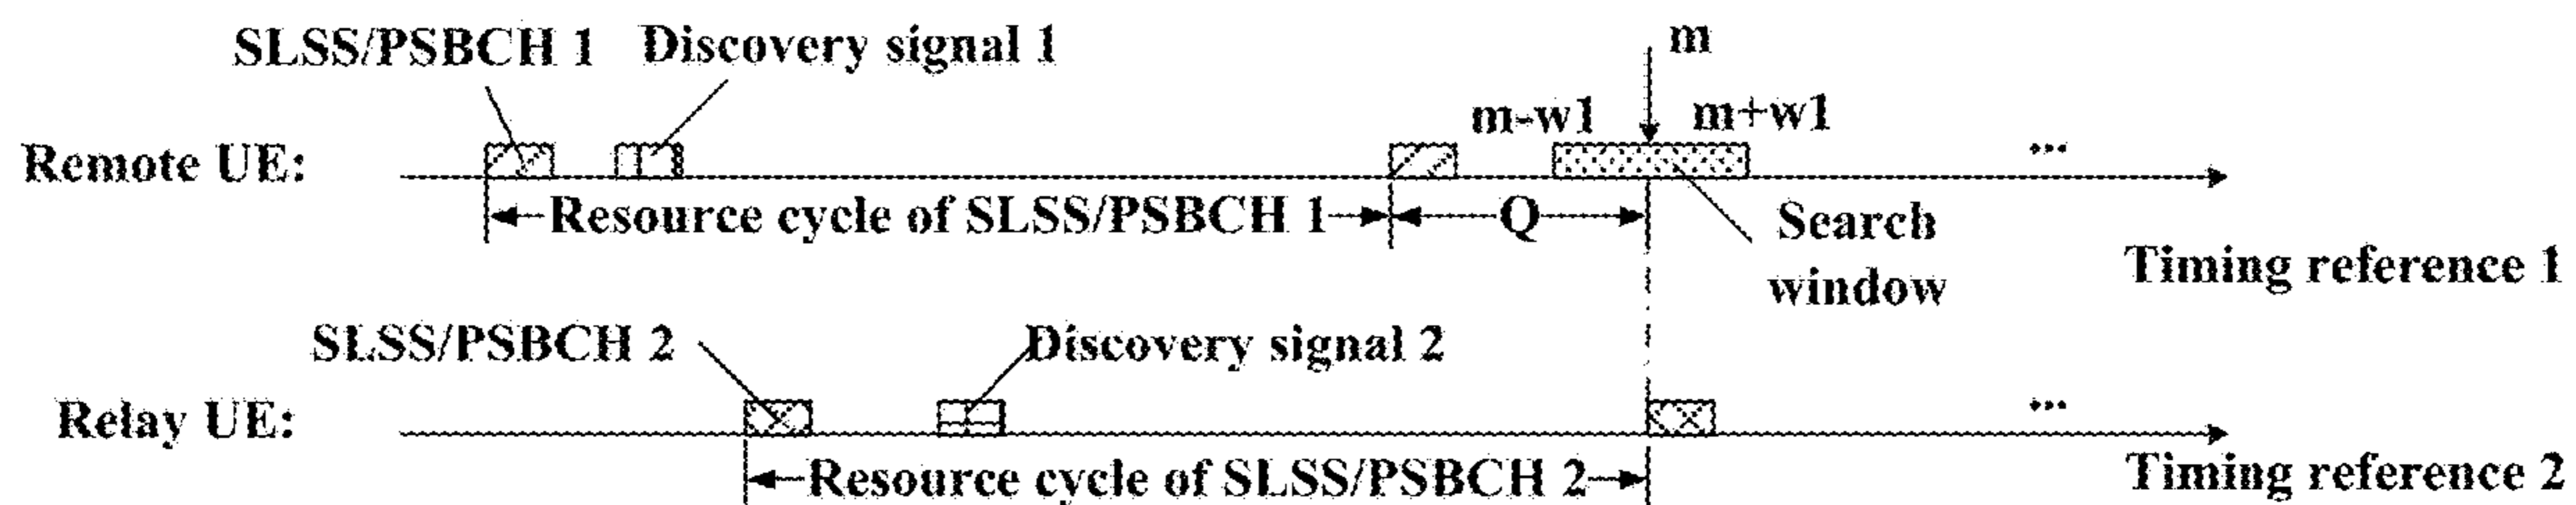 SLSS/PSBCH 1 Discovery signal 1 m
m-w1 m+w1
Remote UE: ...
Resource cycle of SLSS/PSBCH 1 Q Search
window
Timing reference 1
SLSS/PSBCH 2 Discovery signal 2
Relay UE: ...
Resource cycle of SLSS/PSBCH 2 Timing reference 2